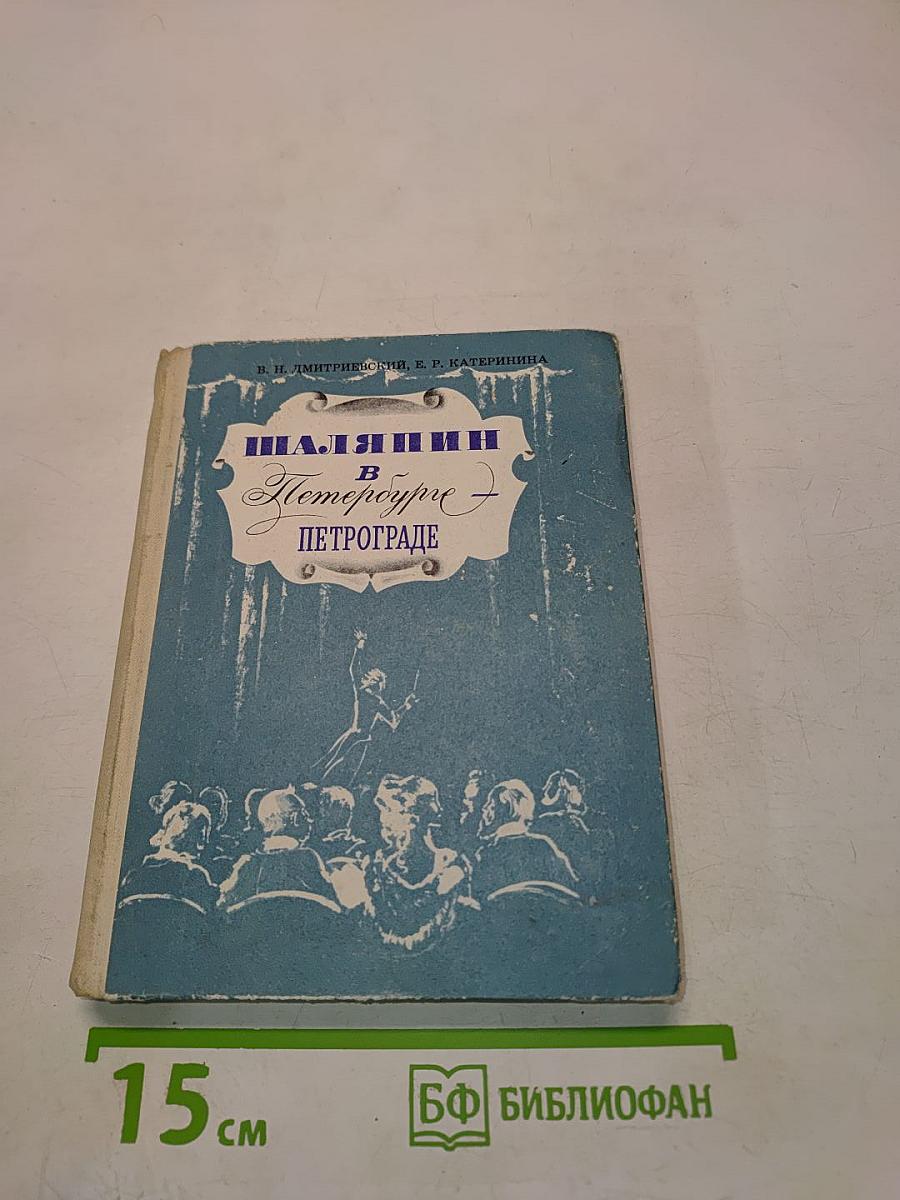 В. Н. ДМИТРИЕВСКИЙ, Е. Р. КАТЕРИНИНА
ШАЛЯПИН
В
Петербурге –
ПЕТРОГРАДЕ
15 см
БФ БИБЛИОФАН